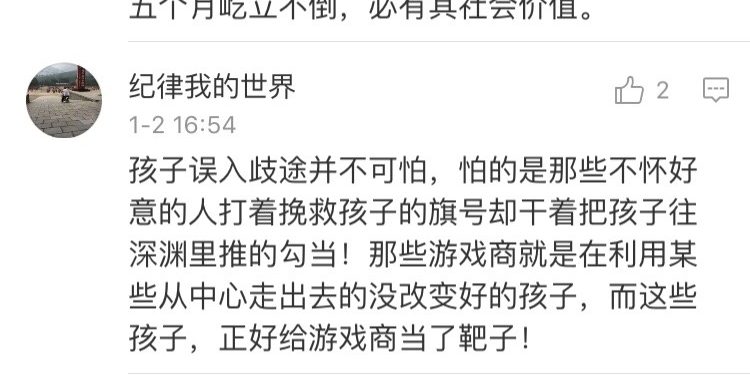 五个月屹立不倒，必有其社会价值。
纪律我的世界
2
1-2 16:54
孩子误入歧途并不可怕，怕的是那些不怀好
意的人打着挽救孩子的旗号却干着把孩子往
深渊里推的勾当！那些游戏商就是在利用某
些从中心走出去的没改变好的孩子，而这些
孩子，正好给游戏商当了靶子！